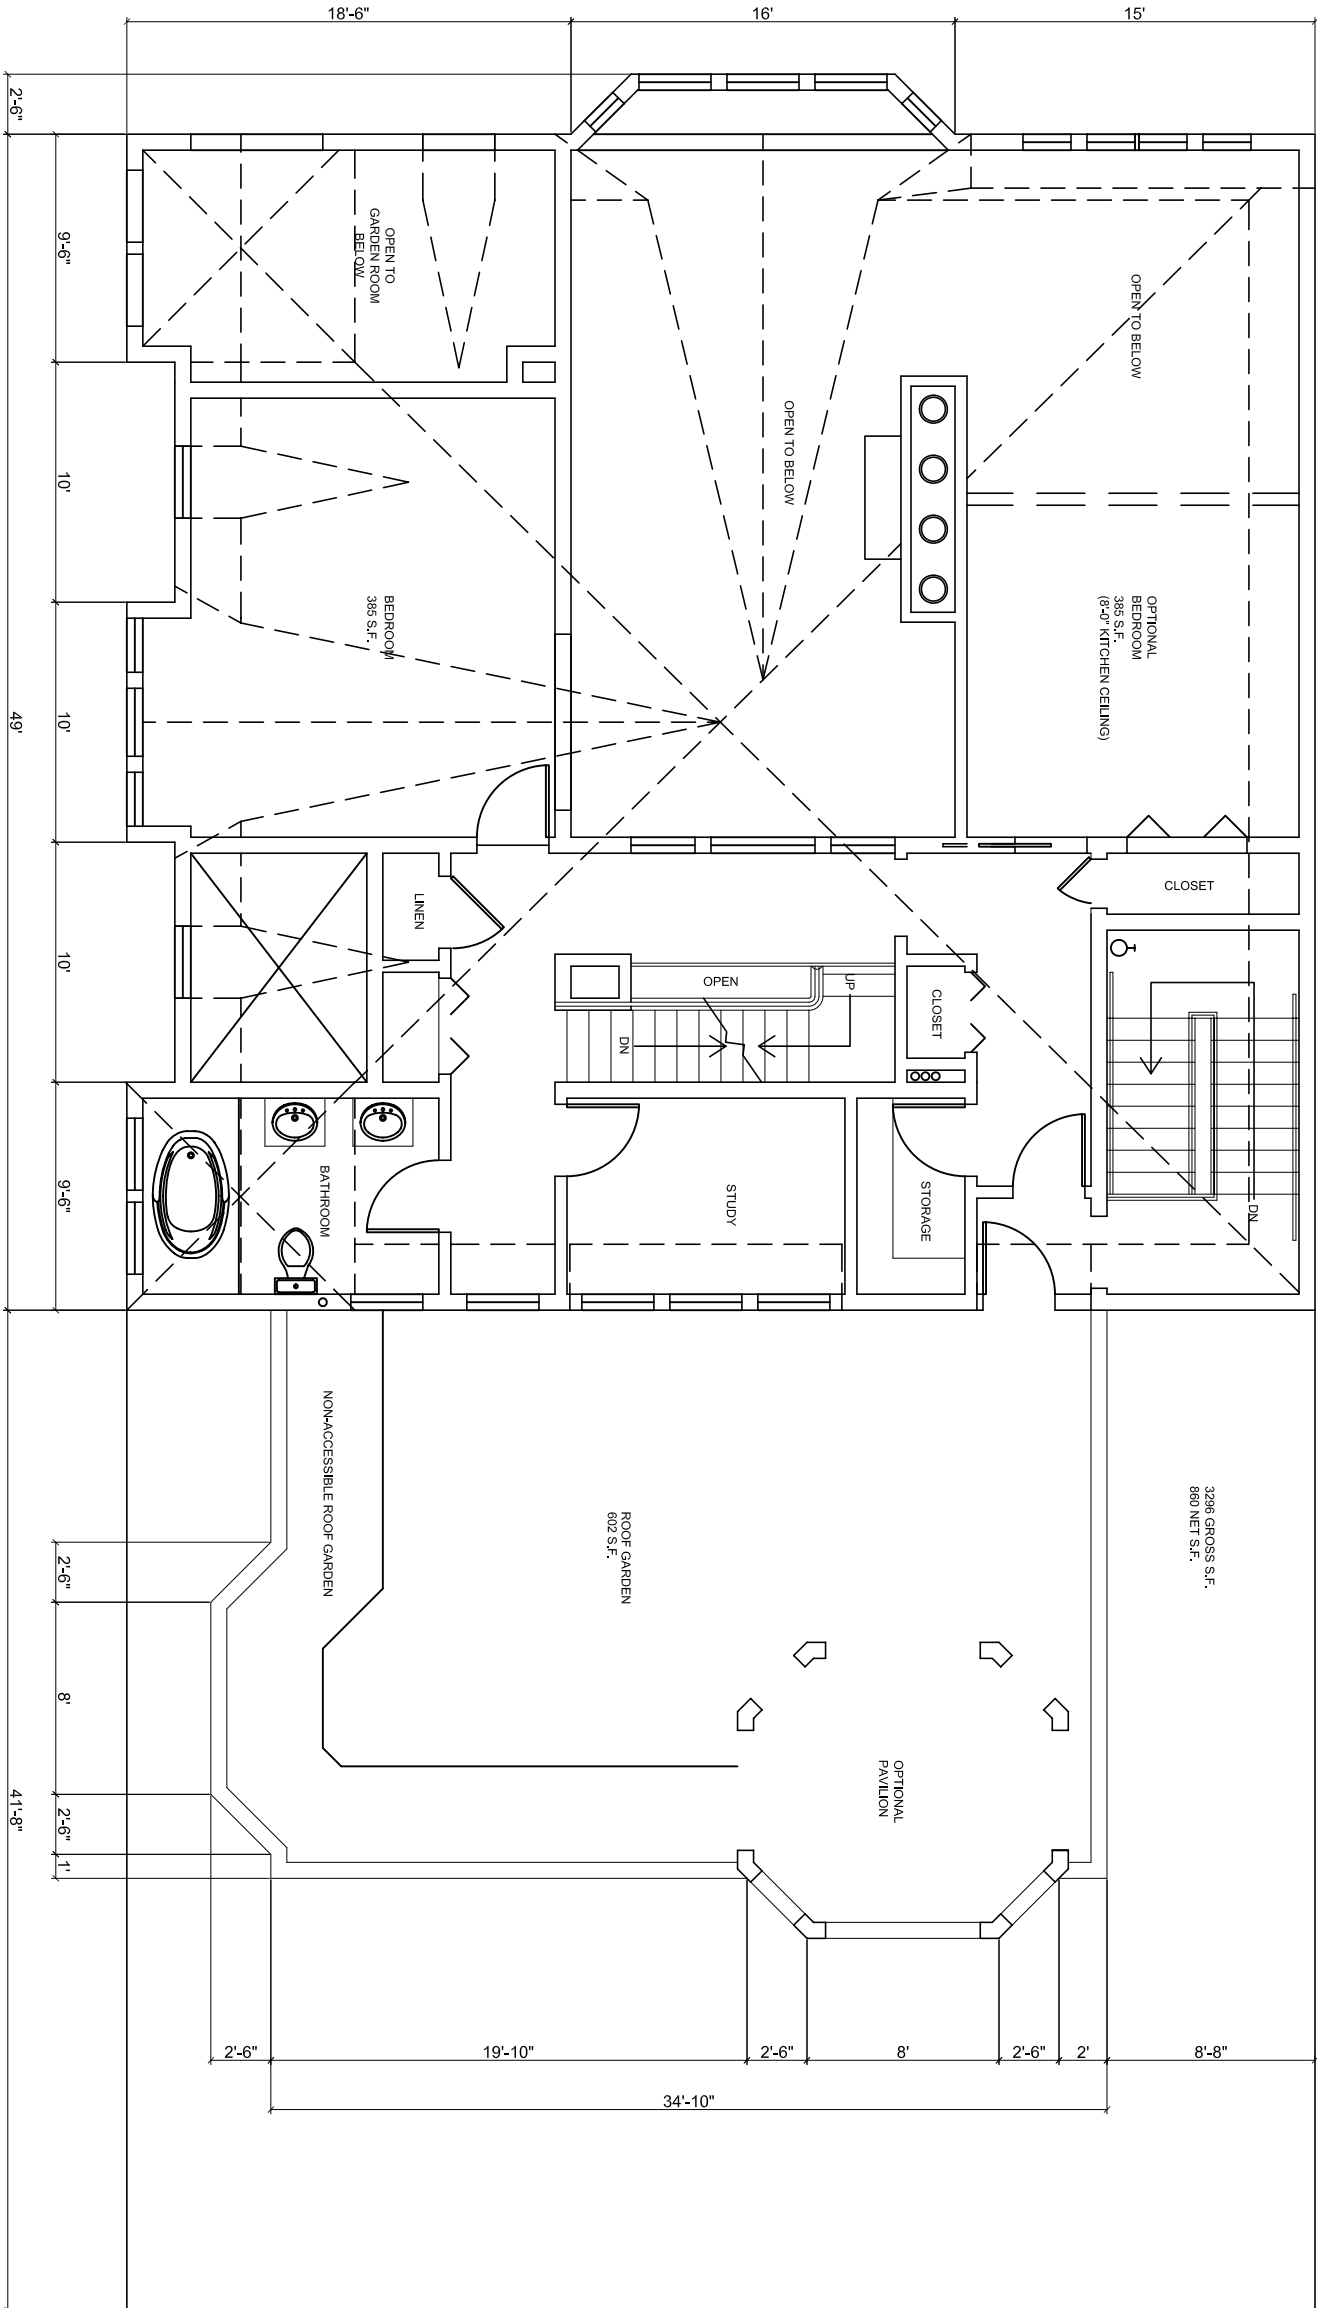 18'-6"
16'
15'
2'-6"
9'-6"
10'
10'
10'
9'-6"
49'
41'-8"
OPEN TO
GARDEN ROOM
BELOW
OPEN TO BELOW
OPEN TO BELOW
BEDROOM
385 S.F.
OPTIONAL
BEDROOM
385 S.F.
(8'-0" KITCHEN CEILING)
LINEN
CLOSET
OPEN
UP
DN
CLOSET
DN
BATHROOM
STUDY
STORAGE
NON-ACCESSIBLE ROOF GARDEN
ROOF GARDEN
602 S.F.
3296 GROSS S.F.
860 NET S.F.
OPTIONAL
PAVILION
2'-6"
8'
2'-6"
1'
2'-6"
19'-10"
2'-6"
8'
2'-6"
2'
8'-8"
34'-10"